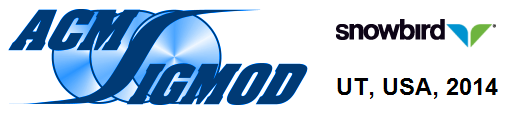 ACM SIGMOD
snowbird
UT, USA, 2014